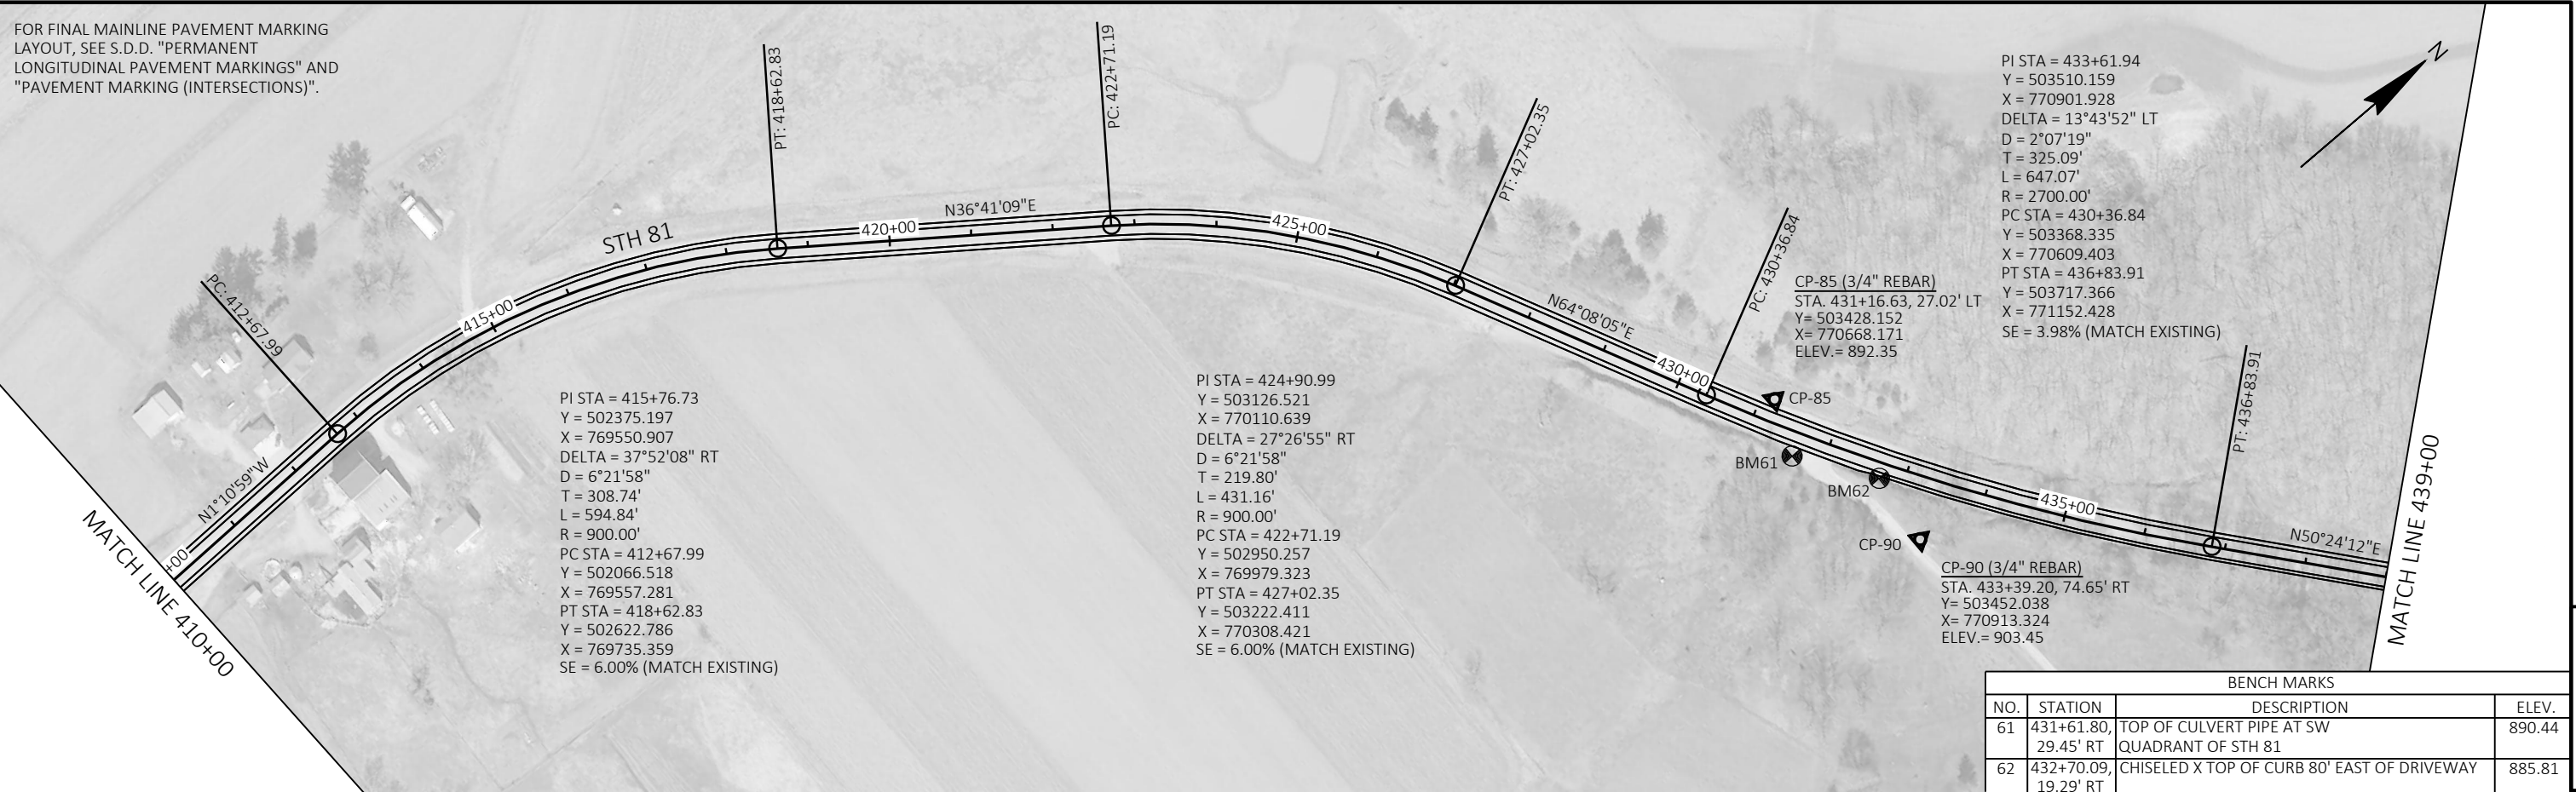 FOR FINAL MAINLINE PAVEMENT MARKING
LAYOUT, SEE S.D.D. "PERMANENT
LONGITUDINAL PAVEMENT MARKINGS" AND
"PAVEMENT MARKING (INTERSECTIONS)".
MATCH LINE 410+00
+00
N1°10'59"W
PC: 412+67.99
415+00
STH 81
PT: 418+62.83
420+00
N36°41'09"E
PC: 422+71.19
425+00
PT: 427+02.35
N64°08'05"E
430+00
PC: 430+36.84
CP-85
BM61
BM62
CP-90
435+00
PT: 436+83.91
N50°24'12"E
MATCH LINE 439+00
N
PI STA = 415+76.73
Y = 502375.197
X = 769550.907
DELTA = 37°52'08" RT
D = 6°21'58"
T = 308.74'
L = 594.84'
R = 900.00'
PC STA = 412+67.99
Y = 502066.518
X = 769557.281
PT STA = 418+62.83
Y = 502622.786
X = 769735.359
SE = 6.00% (MATCH EXISTING)
PI STA = 424+90.99
Y = 503126.521
X = 770110.639
DELTA = 27°26'55" RT
D = 6°21'58"
T = 219.80'
L = 431.16'
R = 900.00'
PC STA = 422+71.19
Y = 502950.257
X = 769979.323
PT STA = 427+02.35
Y = 503222.411
X = 770308.421
SE = 6.00% (MATCH EXISTING)
CP-85 (3/4" REBAR)
STA. 431+16.63, 27.02' LT
Y= 503428.152
X= 770668.171
ELEV.= 892.35
PI STA = 433+61.94
Y = 503510.159
X = 770901.928
DELTA = 13°43'52" LT
D = 2°07'19"
T = 325.09'
L = 647.07'
R = 2700.00'
PC STA = 430+36.84
Y = 503368.335
X = 770609.403
PT STA = 436+83.91
Y = 503717.366
X = 771152.428
SE = 3.98% (MATCH EXISTING)
CP-90 (3/4" REBAR)
STA. 433+39.20, 74.65' RT
Y= 503452.038
X= 770913.324
ELEV.= 903.45
BENCH MARKS
NO. STATION DESCRIPTION ELEV.
61 431+61.80, TOP OF CULVERT PIPE AT SW 890.44
29.45' RT QUADRANT OF STH 81
62 432+70.09, CHISELED X TOP OF CURB 80' EAST OF DRIVEWAY 885.81
19.29' RT